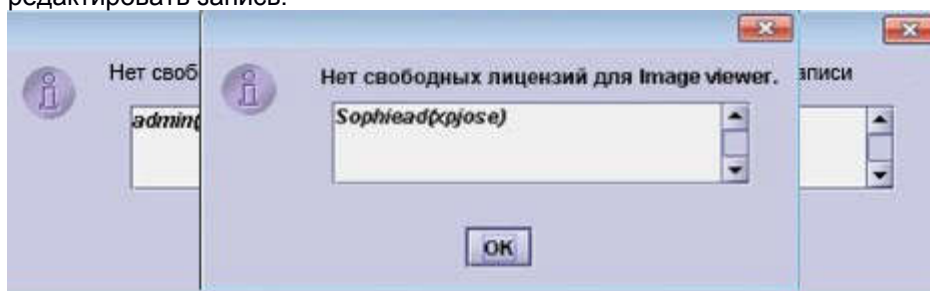 редактировать запись.
Нет своб
записи
admin(
Нет свободных лицензий для Image viewer.
Sophiead(xpjose)
OK